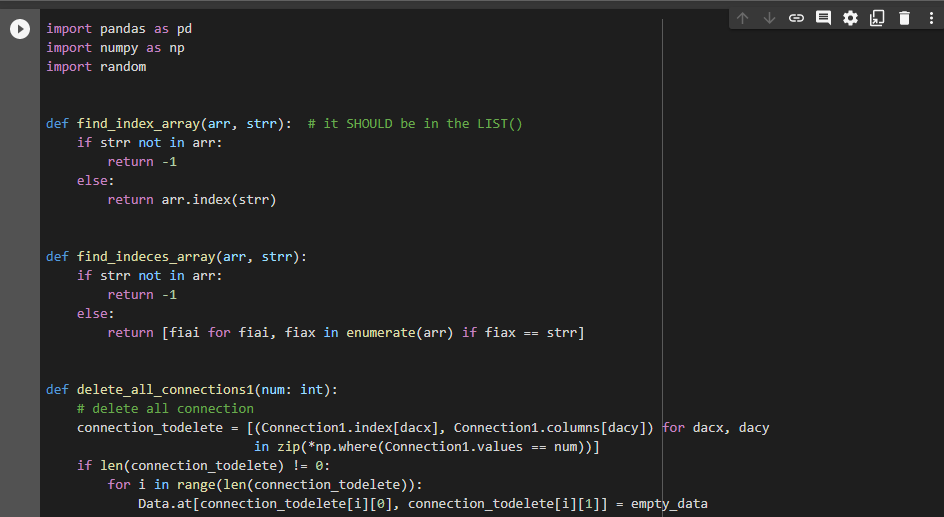 import pandas as pd
import numpy as np
import random
def find_index_array(arr, strr):  # it SHOULD be in the LIST()
    if strr not in arr:
        return -1
    else:
        return arr.index(strr)
def find_indeces_array(arr, strr):
    if strr not in arr:
        return -1
    else:
        return [fiai for fiai, fiax in enumerate(arr) if fiax == strr]
def delete_all_connections1(num: int):
    # delete all connection
    connection_todelete = [(Connection1.index[dacx], Connection1.columns[dacy]) for dacx, dacy
                           in zip(*np.where(Connection1.values == num))]
    if len(connection_todelete) != 0:
        for i in range(len(connection_todelete)):
            Data.at[connection_todelete[i][0], connection_todelete[i][1]] = empty_data